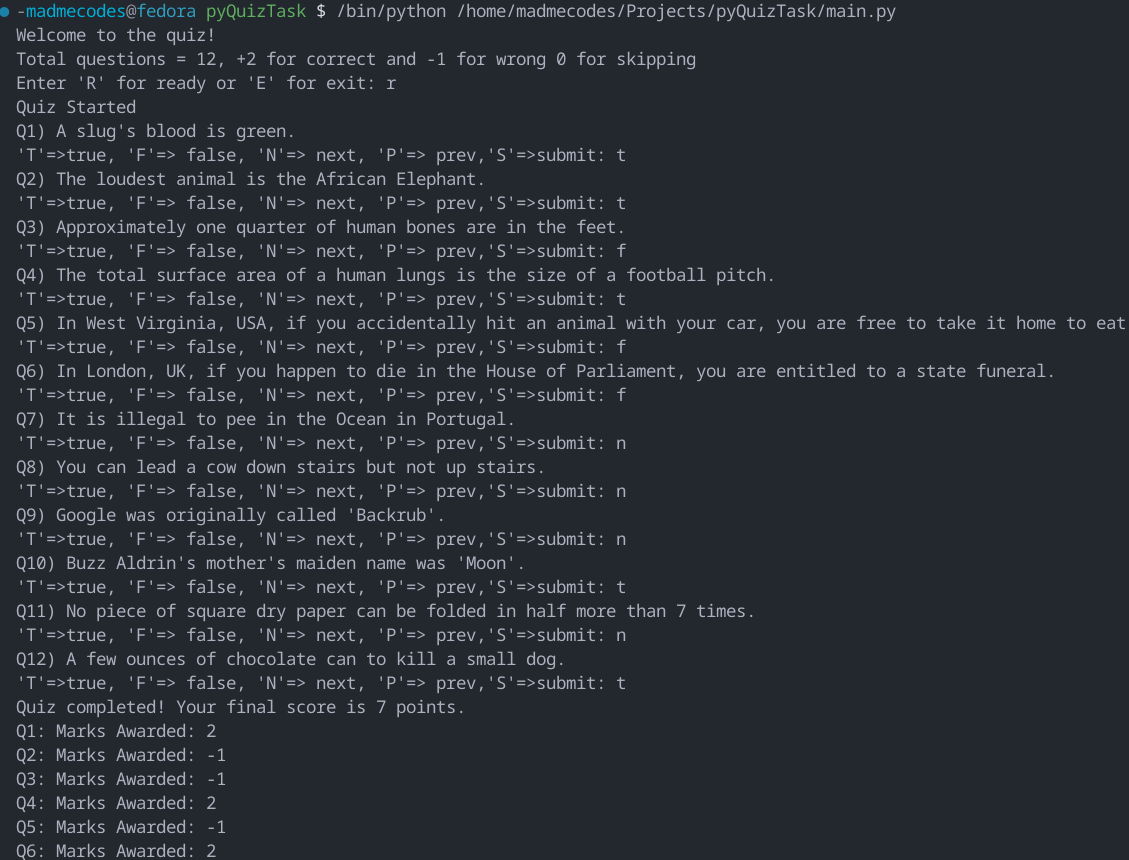 -madmecodes@fedora pyQuizTask $ /bin/python /home/madmecodes/Projects/pyQuizTask/main.py
Welcome to the quiz!
Total questions = 12, +2 for correct and -1 for wrong 0 for skipping
Enter 'R' for ready or 'E' for exit: r
Quiz Started
Q1) A slug's blood is green.
'T'=>true, 'F'=> false, 'N'=> next, 'P'=> prev,'S'=>submit: t
Q2) The loudest animal is the African Elephant.
'T'=>true, 'F'=> false, 'N'=> next, 'P'=> prev,'S'=>submit: t
Q3) Approximately one quarter of human bones are in the feet.
'T'=>true, 'F'=> false, 'N'=> next, 'P'=> prev,'S'=>submit: f
Q4) The total surface area of a human lungs is the size of a football pitch.
'T'=>true, 'F'=> false, 'N'=> next, 'P'=> prev,'S'=>submit: t
Q5) In West Virginia, USA, if you accidentally hit an animal with your car, you are free to take it home to eat
'T'=>true, 'F'=> false, 'N'=> next, 'P'=> prev,'S'=>submit: f
Q6) In London, UK, if you happen to die in the House of Parliament, you are entitled to a state funeral.
'T'=>true, 'F'=> false, 'N'=> next, 'P'=> prev,'S'=>submit: f
Q7) It is illegal to pee in the Ocean in Portugal.
'T'=>true, 'F'=> false, 'N'=> next, 'P'=> prev,'S'=>submit: n
Q8) You can lead a cow down stairs but not up stairs.
'T'=>true, 'F'=> false, 'N'=> next, 'P'=> prev,'S'=>submit: n
Q9) Google was originally called 'Backrub'.
'T'=>true, 'F'=> false, 'N'=> next, 'P'=> prev,'S'=>submit: n
Q10) Buzz Aldrin's mother's maiden name was 'Moon'.
'T'=>true, 'F'=> false, 'N'=> next, 'P'=> prev,'S'=>submit: t
Q11) No piece of square dry paper can be folded in half more than 7 times.
'T'=>true, 'F'=> false, 'N'=> next, 'P'=> prev,'S'=>submit: n
Q12) A few ounces of chocolate can to kill a small dog.
'T'=>true, 'F'=> false, 'N'=> next, 'P'=> prev,'S'=>submit: t
Quiz completed! Your final score is 7 points.
Q1: Marks Awarded: 2
Q2: Marks Awarded: -1
Q3: Marks Awarded: -1
Q4: Marks Awarded: 2
Q5: Marks Awarded: -1
Q6: Marks Awarded: 2